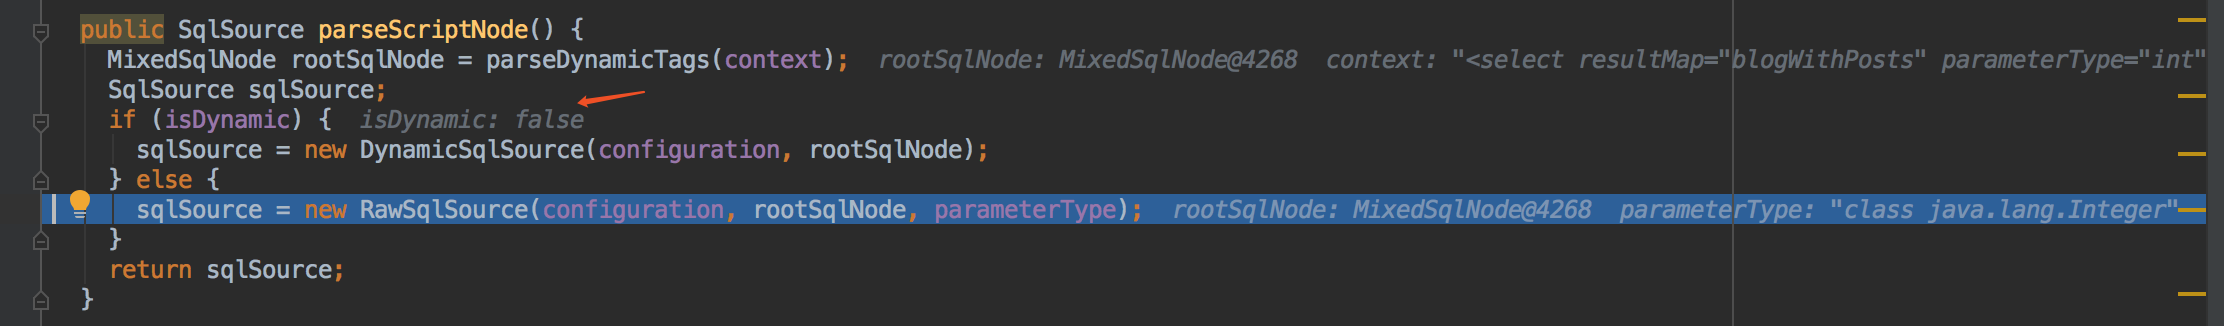 public SqlSource parseScriptNode() {
MixedSqlNode rootSqlNode = parseDynamicTags(context); rootSqlNode: MixedSqlNode@4268 context: "<select resultMap="blogWithPosts" parameterType="int"
SqlSource sqlSource;
if (isDynamic) { isDynamic: false
sqlSource = new DynamicSqlSource(configuration, rootSqlNode);
} else {
sqlSource = new RawSqlSource(configuration, rootSqlNode, parameterType); rootSqlNode: MixedSqlNode@4268 parameterType: "class java.lang.Integer"
}
return sqlSource;
}